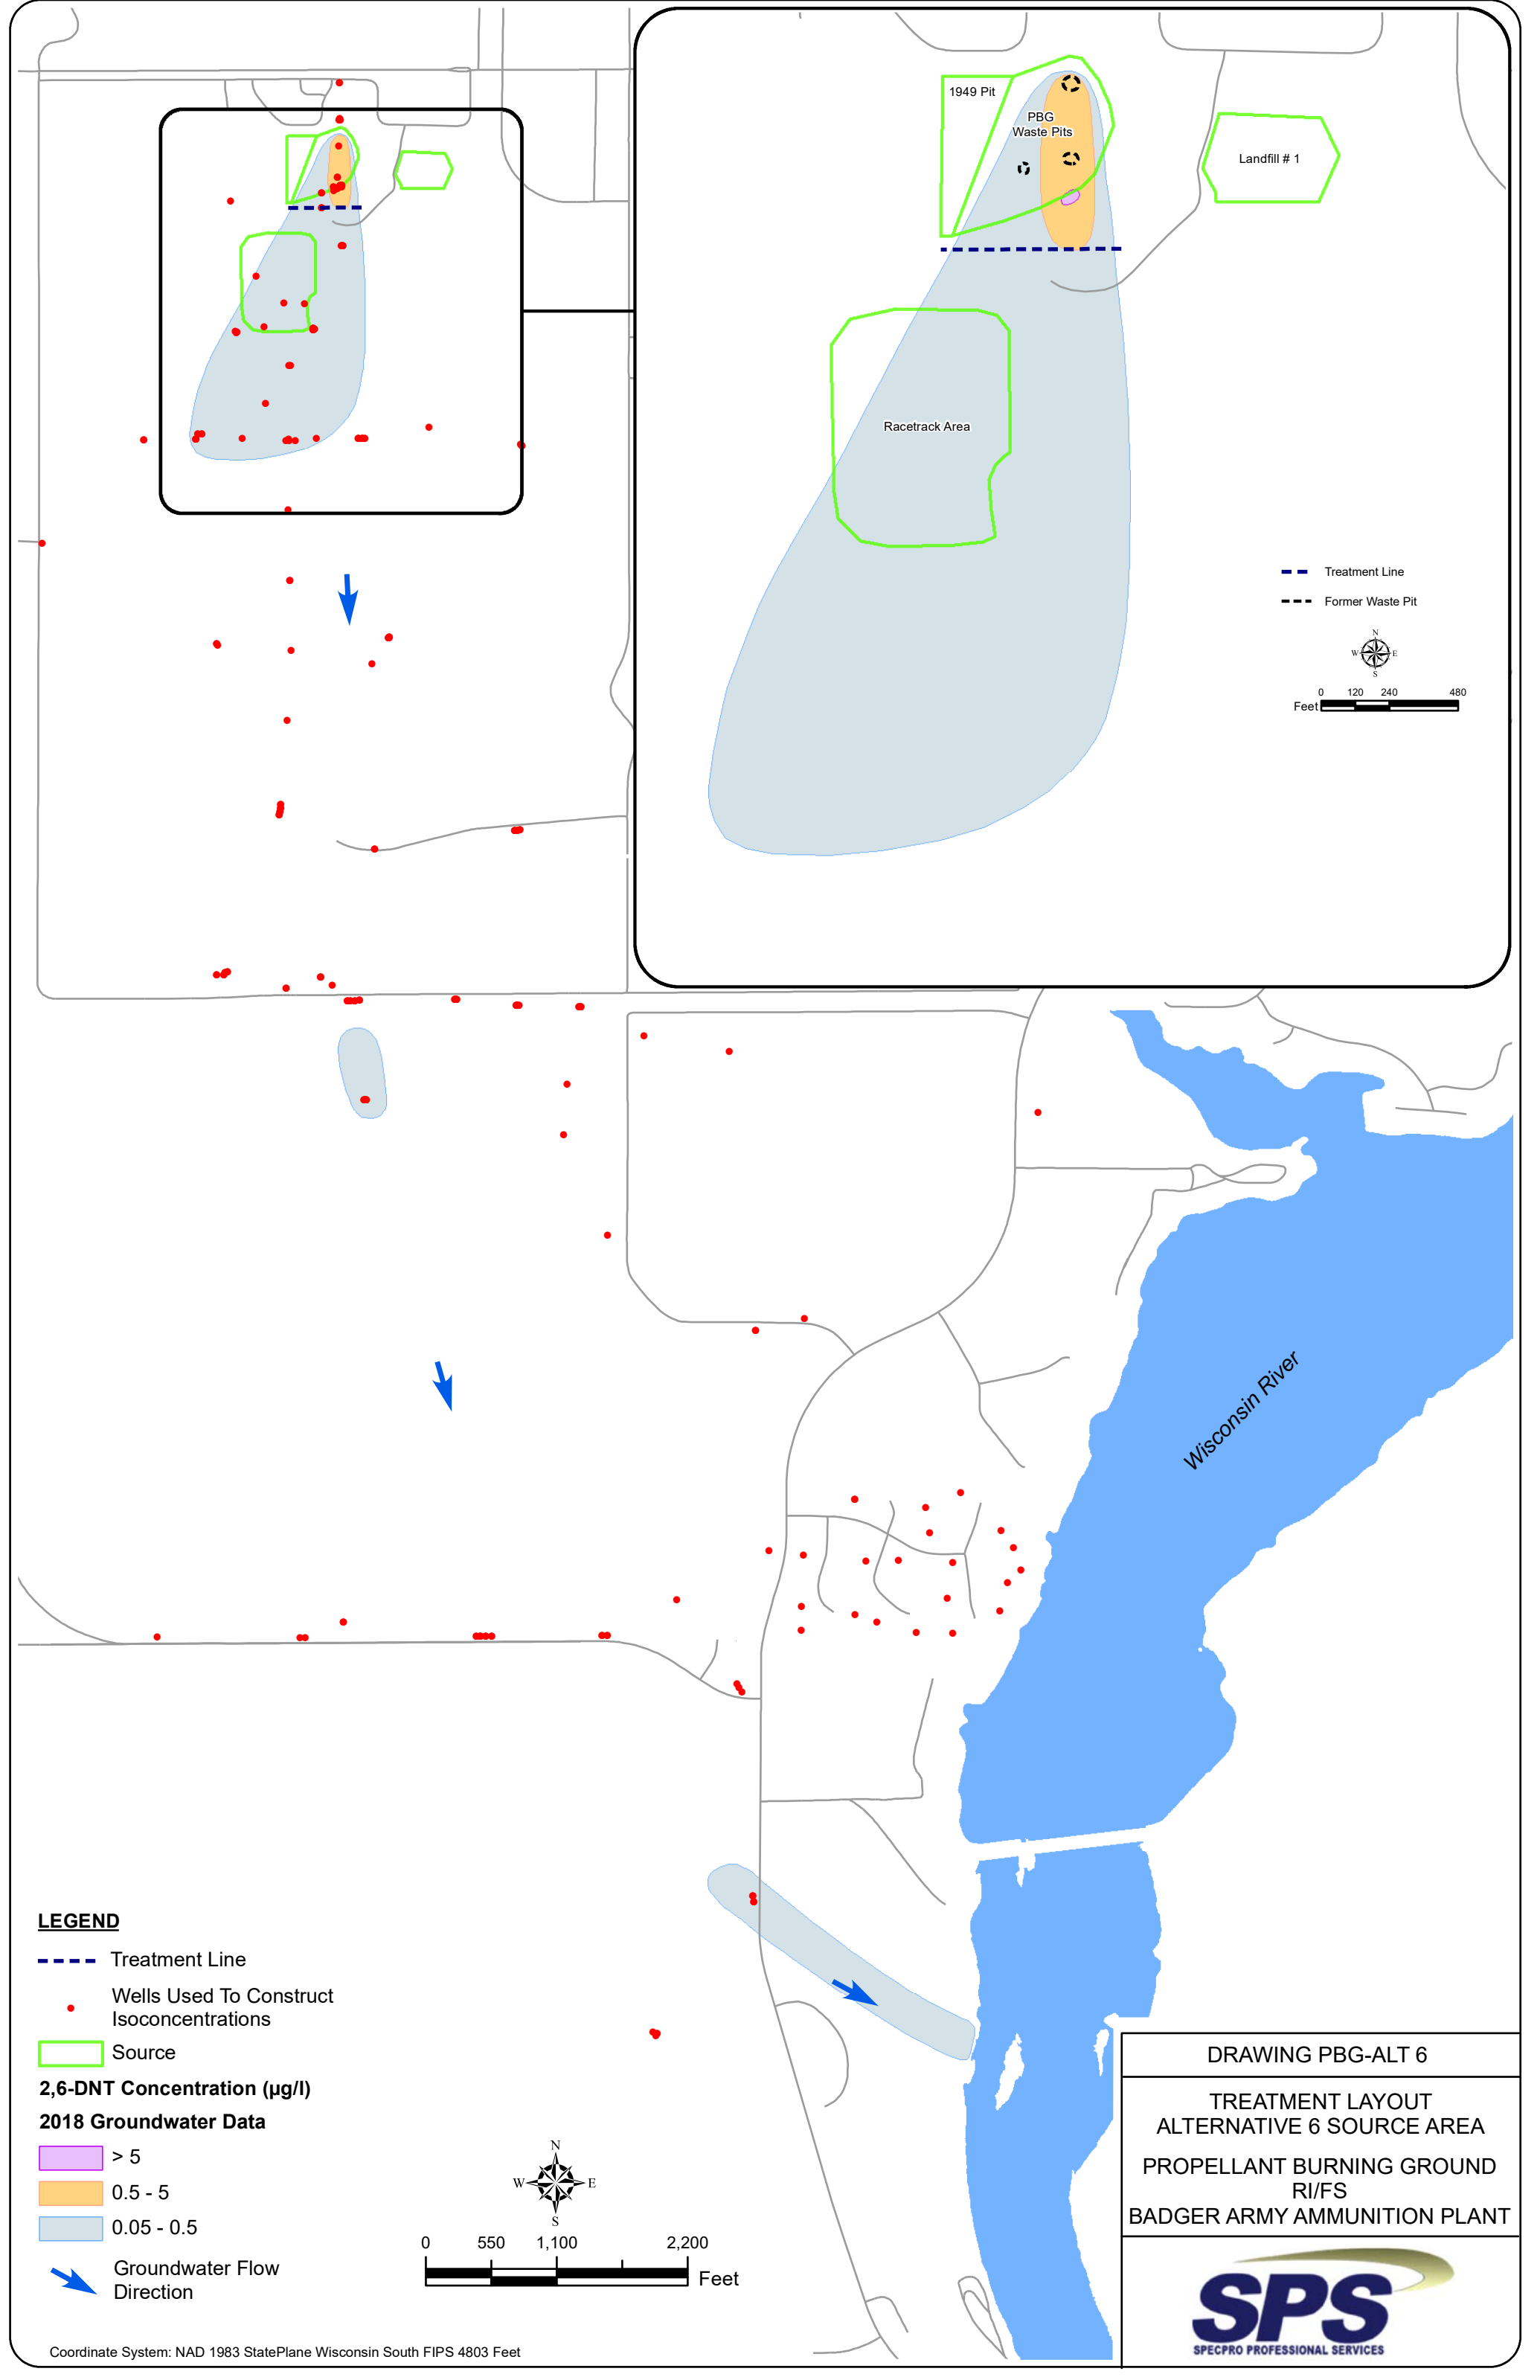 1949 Pit
PBG
Waste Pits
Landfill # 1
Racetrack Area
Treatment Line
Former Waste Pit
N
W E
S
0 120 240 480
Feet
Wisconsin River
LEGEND
Treatment Line
Wells Used To Construct
Isoconcentrations
Source
2,6-DNT Concentration (µg/l)
2018 Groundwater Data
> 5
0.5 - 5
0.05 - 0.5
Groundwater Flow
Direction
N
W E
S
0 550 1,100 2,200
Feet
Coordinate System: NAD 1983 StatePlane Wisconsin South FIPS 4803 Feet
DRAWING PBG-ALT 6
TREATMENT LAYOUT
ALTERNATIVE 6 SOURCE AREA
PROPELLANT BURNING GROUND
RI/FS
BADGER ARMY AMMUNITION PLANT
SPS
SPECPRO PROFESSIONAL SERVICES